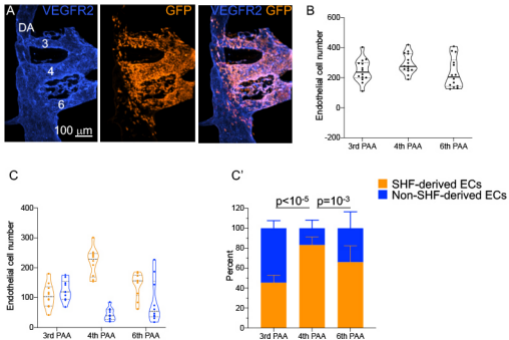 A VEGFR2 GFP VEGFR2 GFP
DA
3
4
6
100 µm
B
Endothelial cell number
600
400
200
0
-200
3rd PAA 4th PAA 6th PAA
C
Endothelial cell number
400
300
200
100
0
3rd PAA 4th PAA 6th PAA
C'
SHF-derived ECs
Non-SHF-derived ECs
p<10-5 p=10-3
Percent
120
100
80
60
40
20
0
3rd PAA 4th PAA 6th PAA